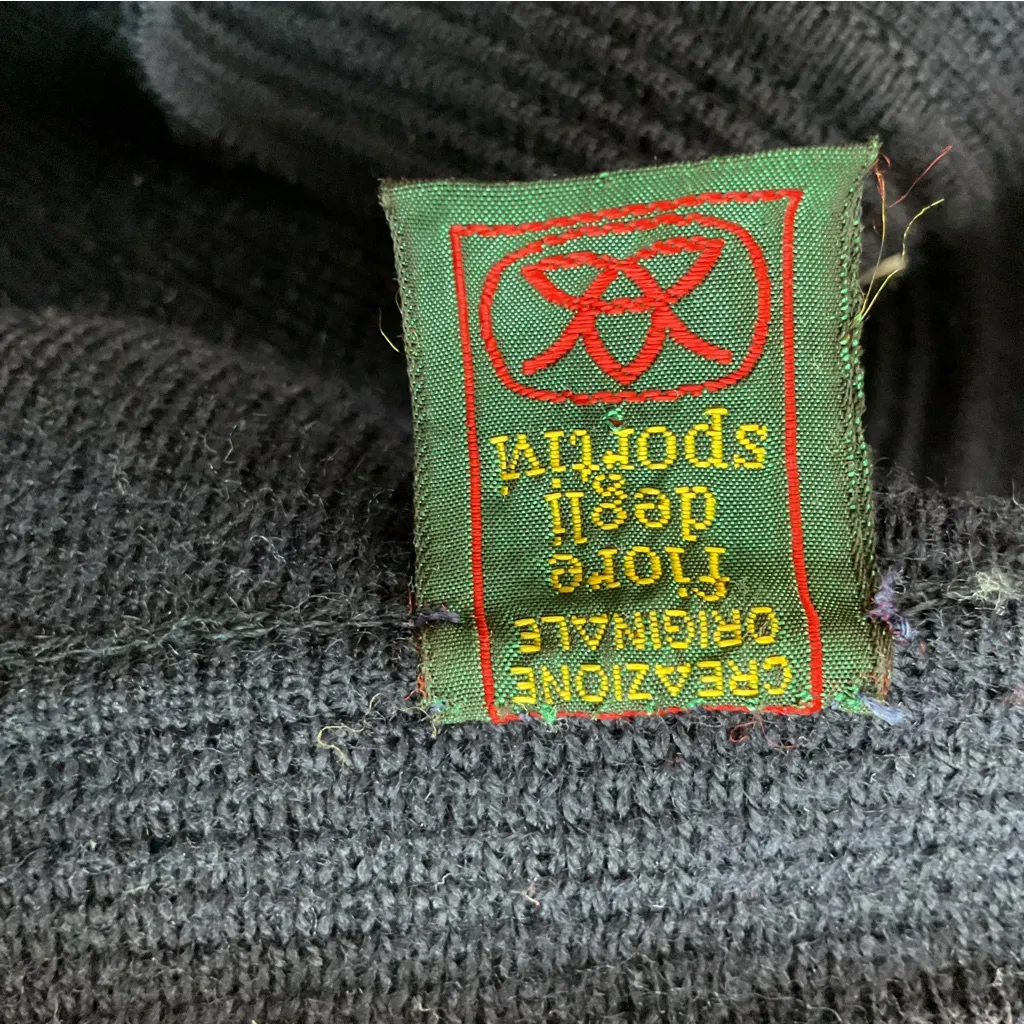 CREAZIONE
ORIGINALE
fiore
degli
sportivi